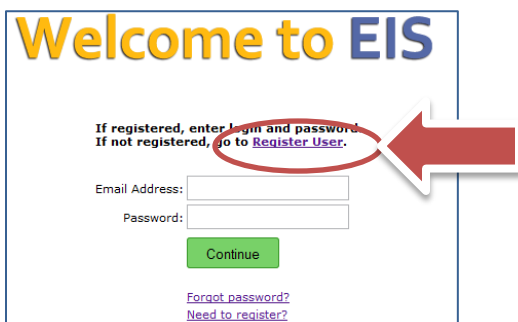 Welcome to EIS
If registered, enter login and password.
If not registered, go to Register User.
Email Address:
Password:
Continue
Forgot password?
Need to register?